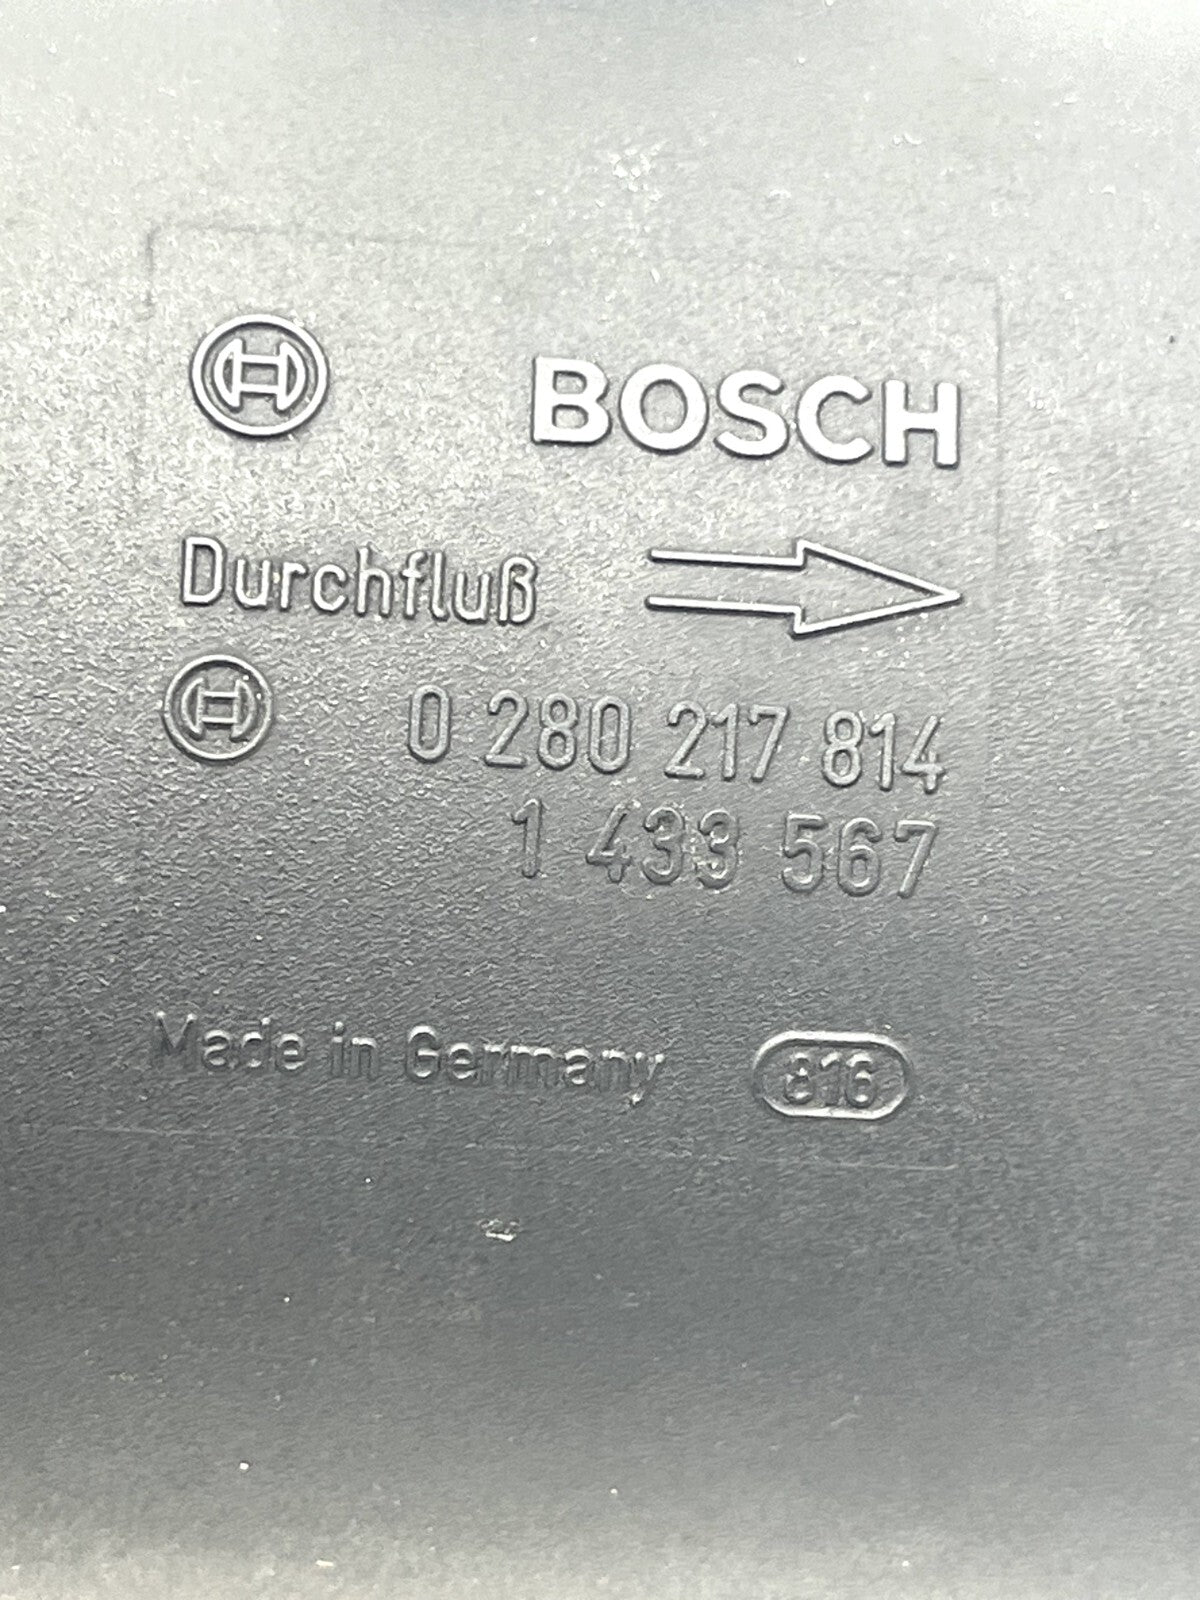 BOSCH
Durchfluß
0 280 217 814
1 433 567
Made in Germany 816